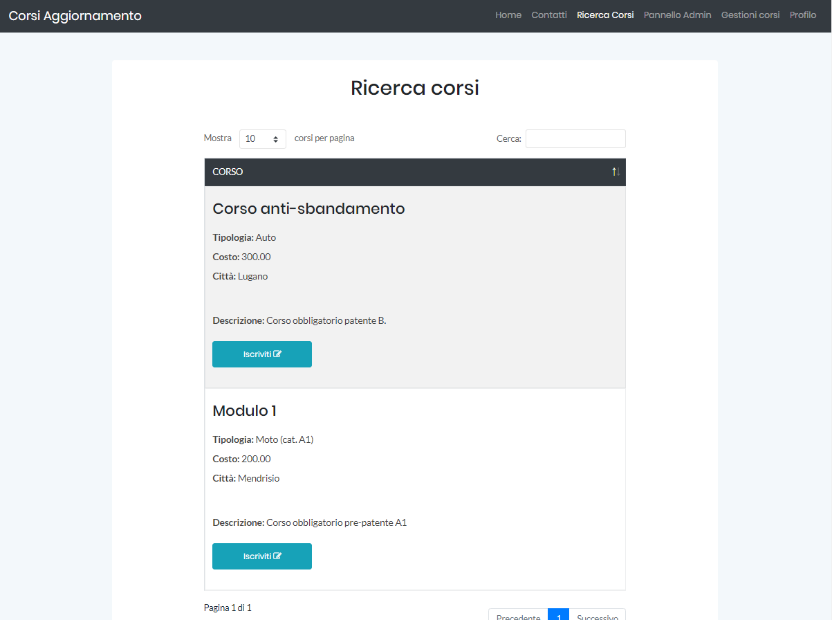 Corsi Aggiornamento
Home Contatti Ricerca Corsi Pannello Admin Gestioni corsi Profilo
Ricerca corsi
Mostra 10 corsi per pagina Cerca:
CORSO
Corso anti-sbandamento
Tipologia: Auto
Costo: 300.00
Città: Lugano
Descrizione: Corso obbligatorio patente B.
Iscriviti
Modulo 1
Tipologia: Moto (cat. A1)
Costo: 200.00
Città: Mendrisio
Descrizione: Corso obbligatorio pre-patente A1
Iscriviti
Pagina 1 di 1
Precedente 1 Successivo